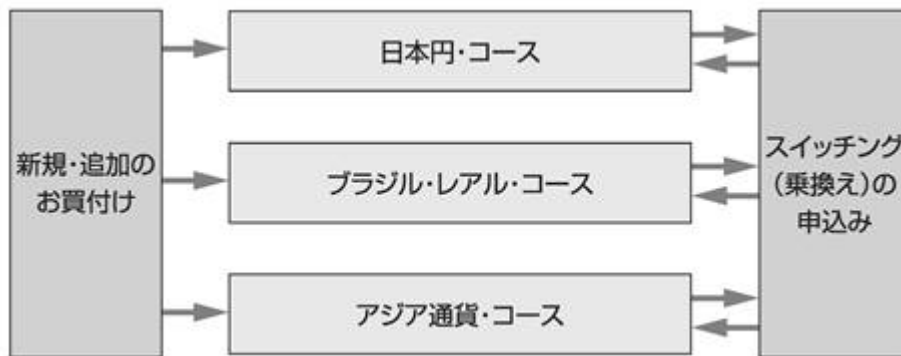 新規・追加の
お買付け
日本円・コース
ブラジル・レアル・コース
アジア通貨・コース
スイッチング
(乗換え)の
申込み